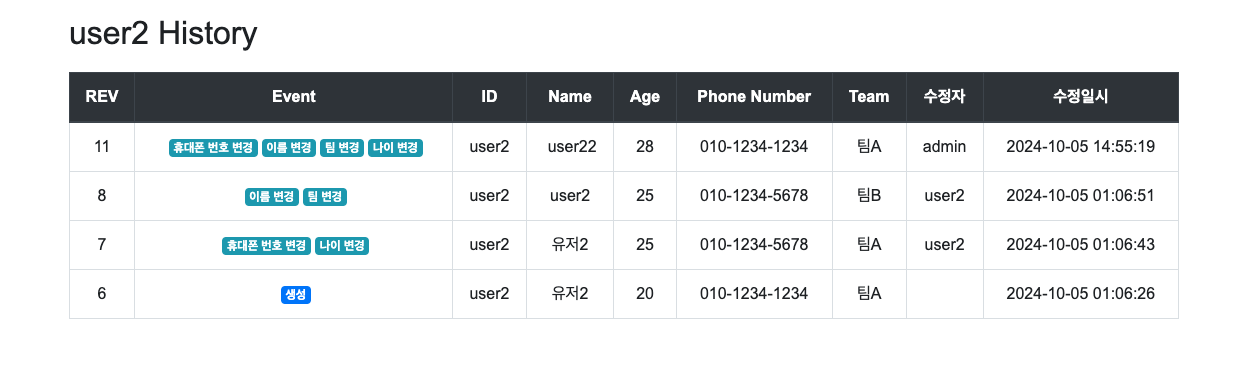 user2 History
REV Event ID Name Age Phone Number Team 수정자 수정일시
11 휴대폰 번호 변경 이름 변경 팀 변경 나이 변경 user2 user22 28 010-1234-1234 팀A admin 2024-10-05 14:55:19
8 이름 변경 팀 변경 user2 user2 25 010-1234-5678 팀B user2 2024-10-05 01:06:51
7 휴대폰 번호 변경 나이 변경 user2 유저2 25 010-1234-5678 팀A user2 2024-10-05 01:06:43
6 생성 user2 유저2 20 010-1234-1234 팀A 2024-10-05 01:06:26